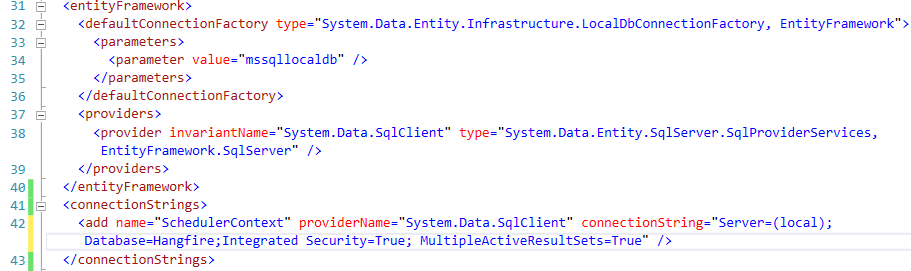 31 <entityFramework>
32 <defaultConnectionFactory type="System.Data.Entity.Infrastructure.LocalDbConnectionFactory, EntityFramework">
33 <parameters>
34 <parameter value="mssqllocaldb" />
35 </parameters>
36 </defaultConnectionFactory>
37 <providers>
38 <provider invariantName="System.Data.SqlClient" type="System.Data.Entity.SqlServer.SqlProviderServices,
EntityFramework.SqlServer" />
39 </providers>
40 </entityFramework>
41 <connectionStrings>
42 <add name="SchedulerContext" providerName="System.Data.SqlClient" connectionString="Server=(local);
Database=Hangfire;Integrated Security=True; MultipleActiveResultSets=True" />
43 </connectionStrings>